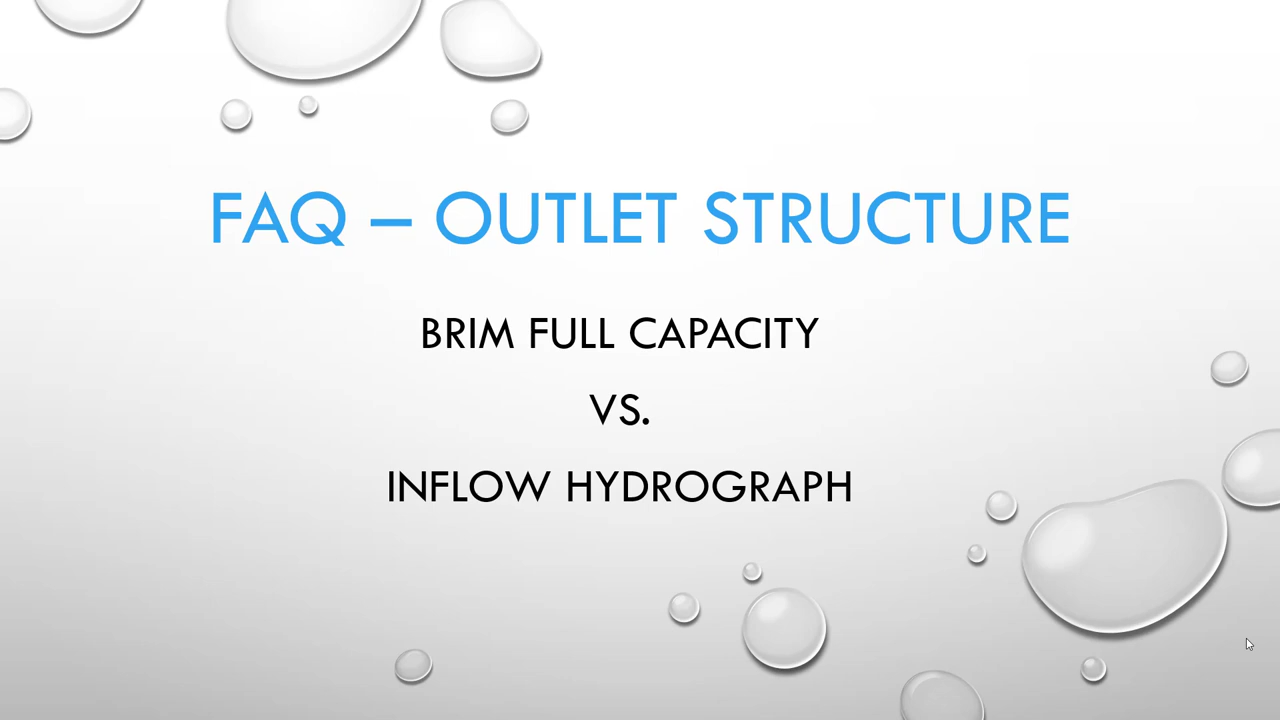 FAQ – OUTLET STRUCTURE
BRIM FULL CAPACITY
VS.
INFLOW HYDROGRAPH